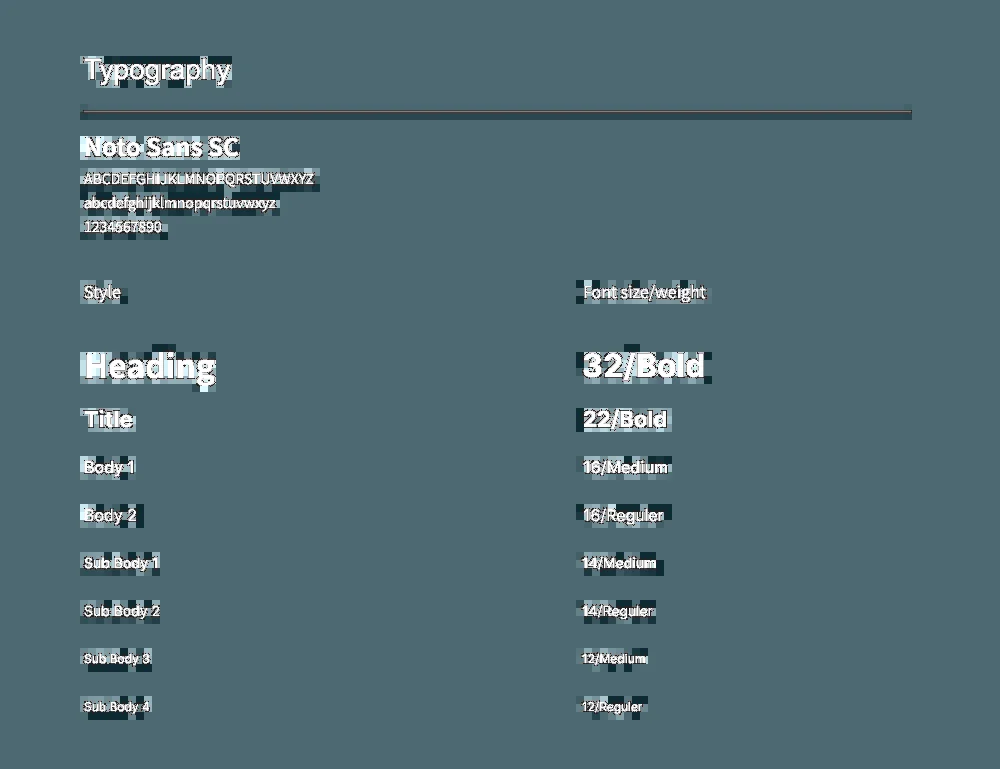 Typography
Noto Sans SC
ABCDEFGHIJKLMNOPQRSTUVWXYZ
abcdefghijklmnopqrstuvwxyz
1234567890
Style Font size/weight
Heading 32/Bold
Title 22/Bold
Body 1 16/Medium
Body 2 16/Reguler
Sub Body 1 14/Medium
Sub Body 2 14/Reguler
Sub Body 3 12/Medium
Sub Body 4 12/Reguler